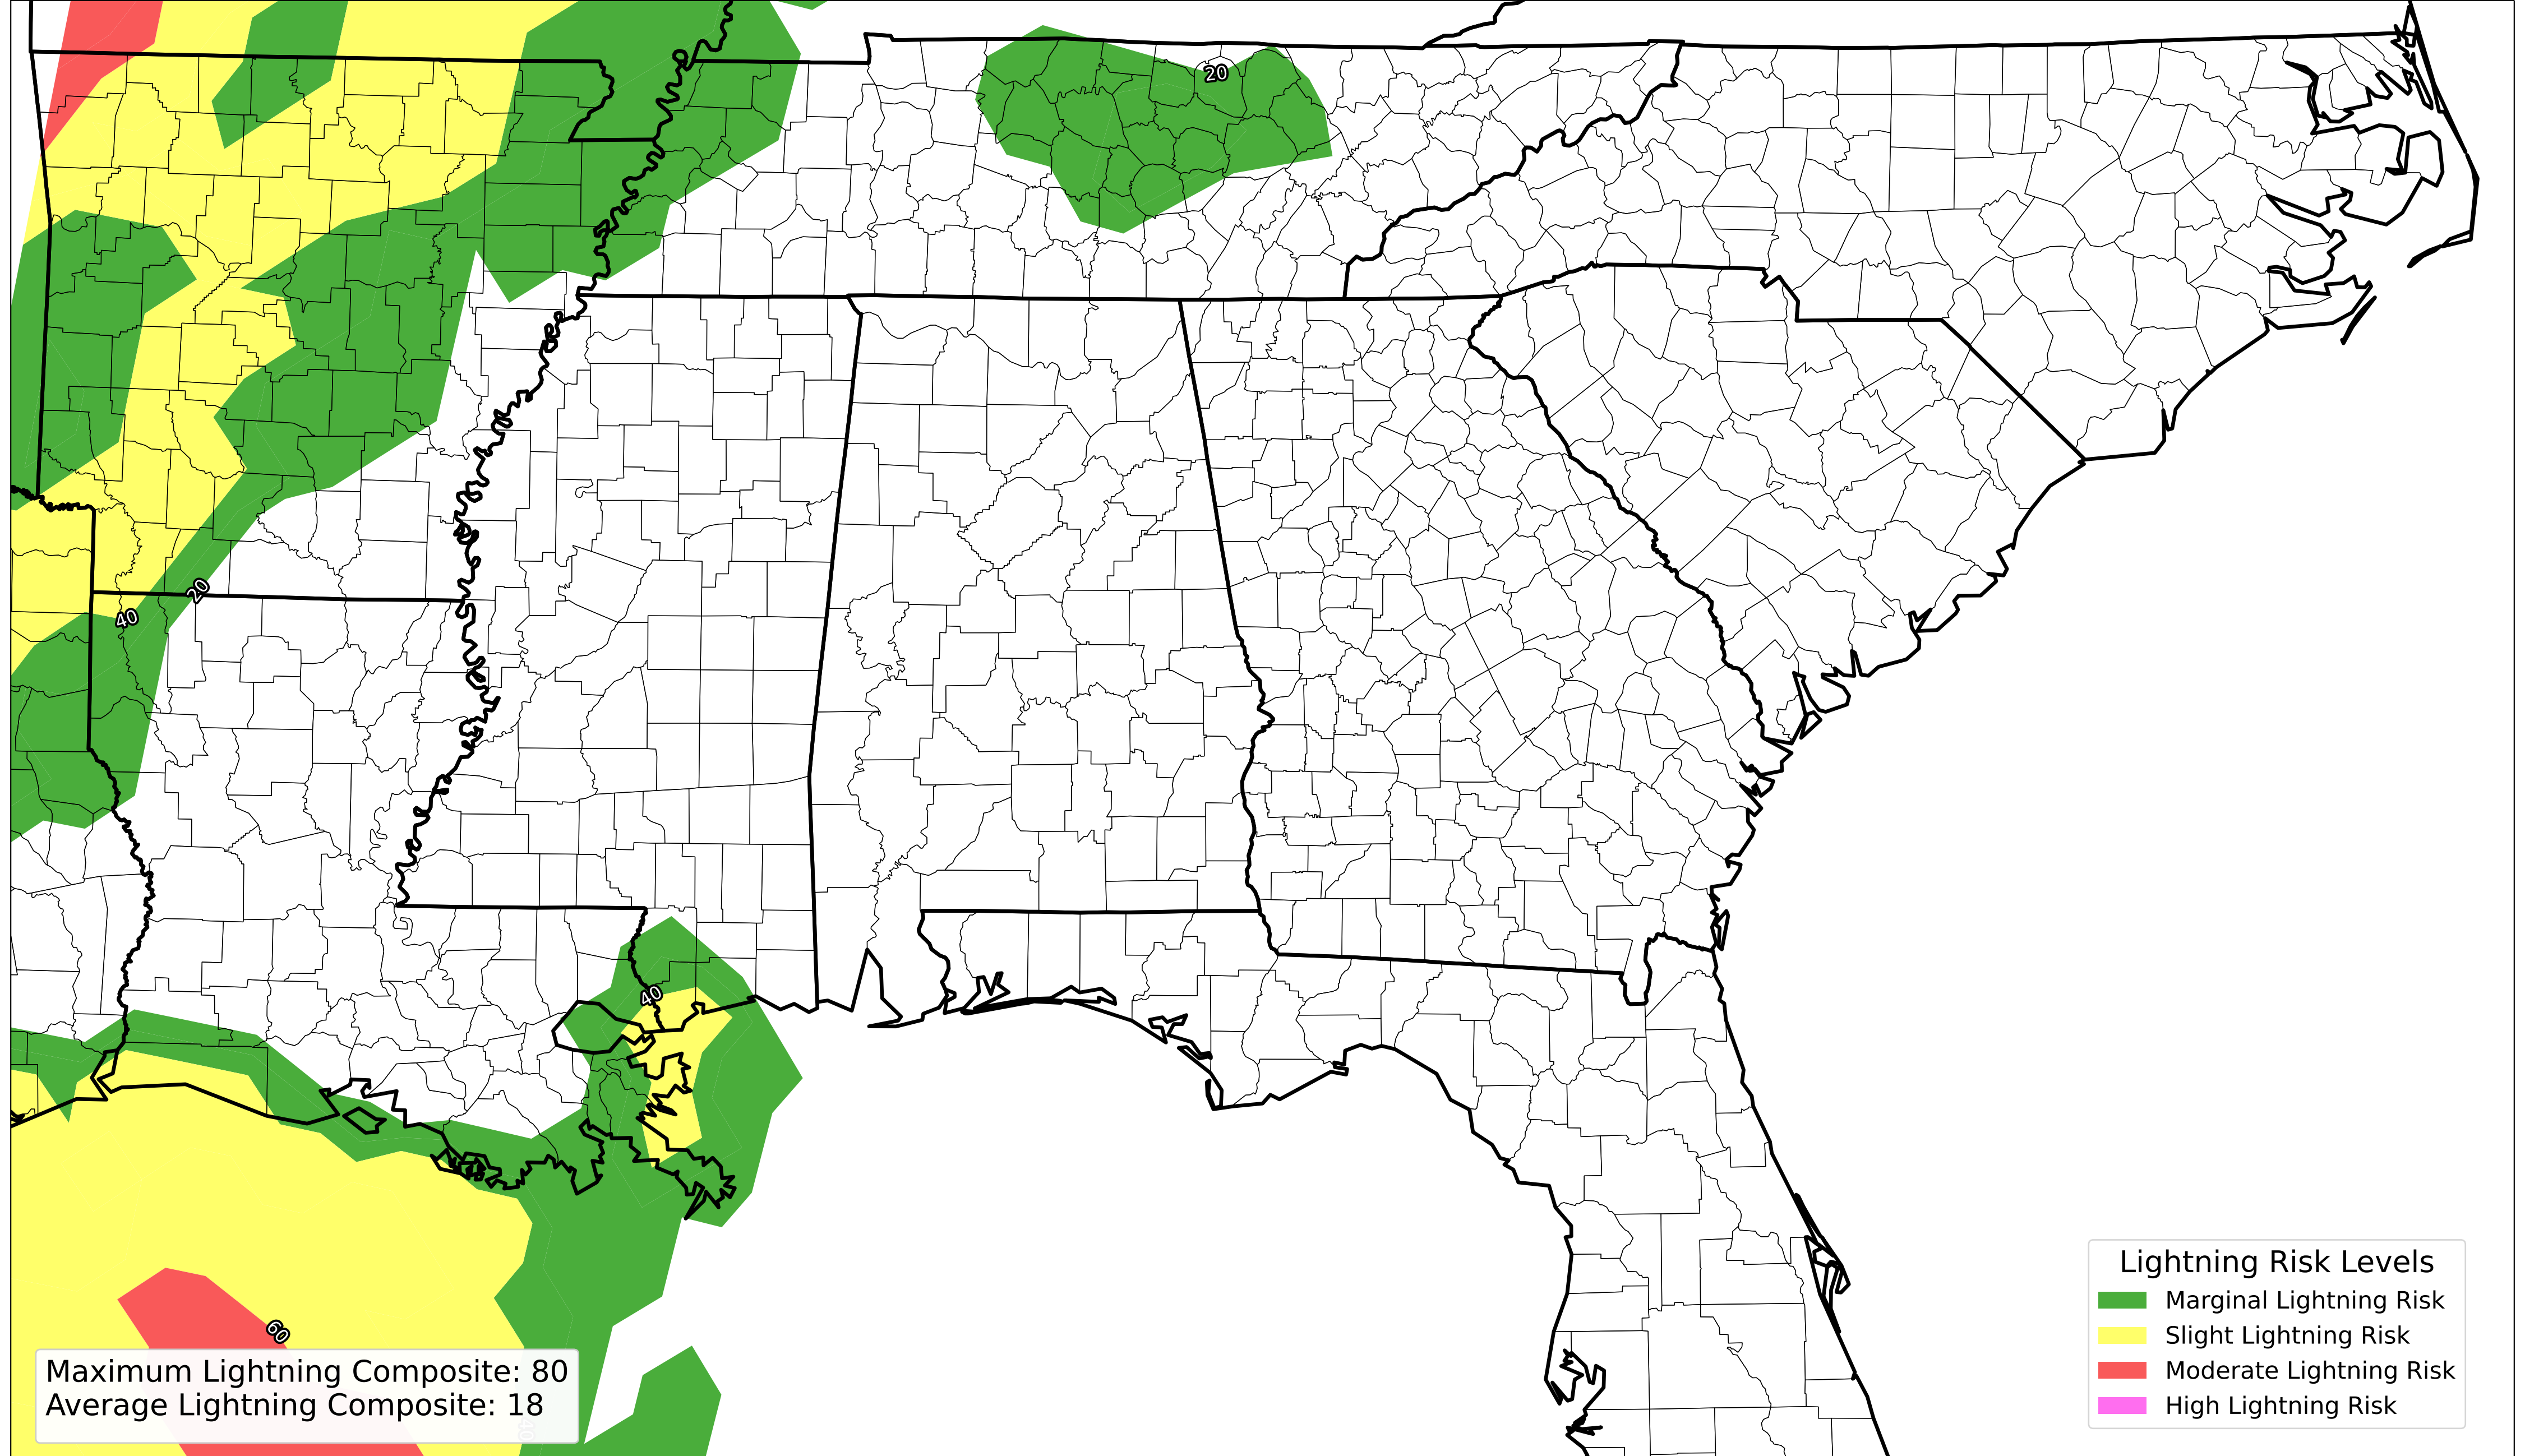 20
20
40
40
60
Maximum Lightning Composite: 80
Average Lightning Composite: 18
Lightning Risk Levels
Marginal Lightning Risk
Slight Lightning Risk
Moderate Lightning Risk
High Lightning Risk